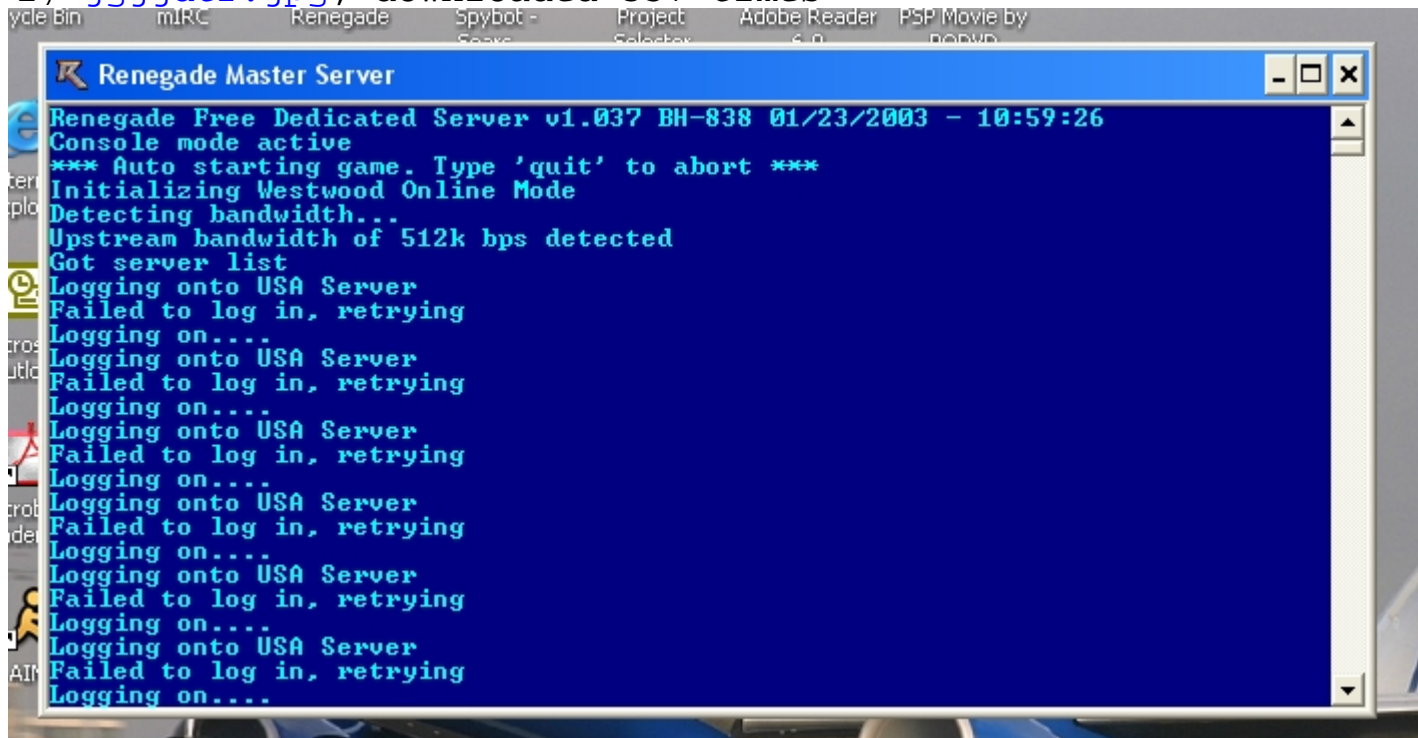 ycle Bin mIRC Renegade Spybot - Project Adobe Reader PSP Movie by
Renegade Master Server
Renegade Free Dedicated Server v1.037 BH-838 01/23/2003 - 10:59:26
Console mode active
*** Auto starting game. Type 'quit' to abort ***
Initializing Westwood Online Mode
Detecting bandwidth...
Upstream bandwidth of 512k bps detected
Got server list
Logging onto USA Server
Failed to log in, retrying
Logging on....
Logging onto USA Server
Failed to log in, retrying
Logging on....
Logging onto USA Server
Failed to log in, retrying
Logging on....
Logging onto USA Server
Failed to log in, retrying
Logging on....
Logging onto USA Server
Failed to log in, retrying
Logging on....
Logging onto USA Server
Failed to log in, retrying
Logging on....